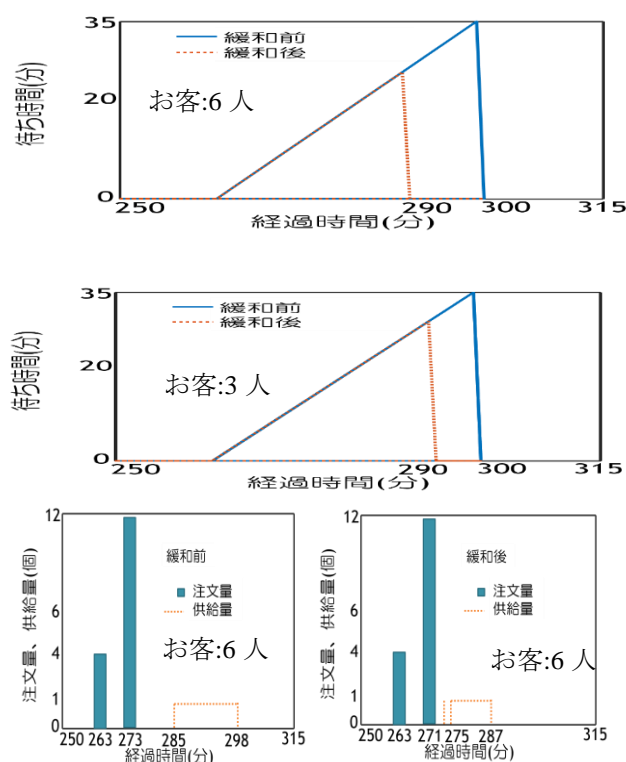 35
20
0
待ち時間(分)
緩和前
緩和後
お客:6 人
250
290
300
315
経過時間(分)
35
20
0
待ち時間(分)
緩和前
緩和後
お客:3 人
250
290
300
315
経過時間(分)
12
6
4
1
0
注文量、供給量(個)
緩和前
注文量
供給量
お客:6 人
250 263 273 285 298 315
経過時間(分)
12
6
4
1
0
注文量、供給量(個)
緩和後
注文量
供給量
お客:6 人
250 263 271 275 287 315
経過時間(分)